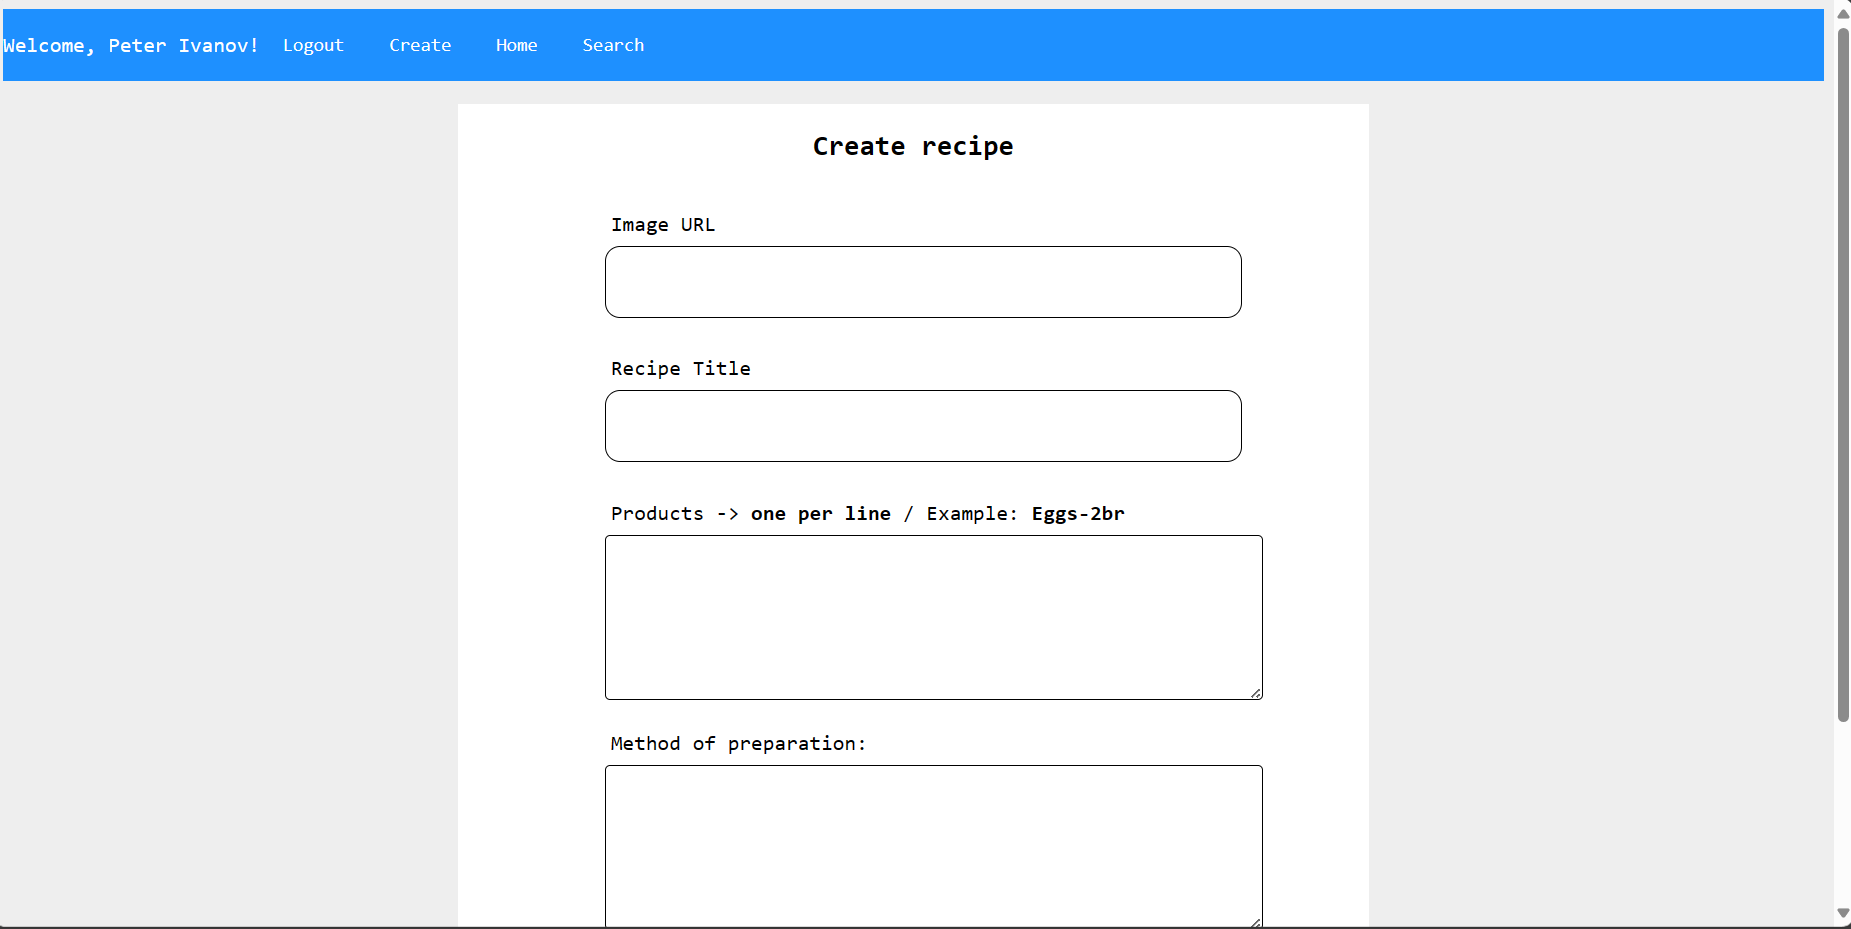 Welcome, Peter Ivanov! Logout Create Home Search
Create recipe
Image URL
Recipe Title
Products -> one per line / Example: Eggs-2br
Method of preparation: